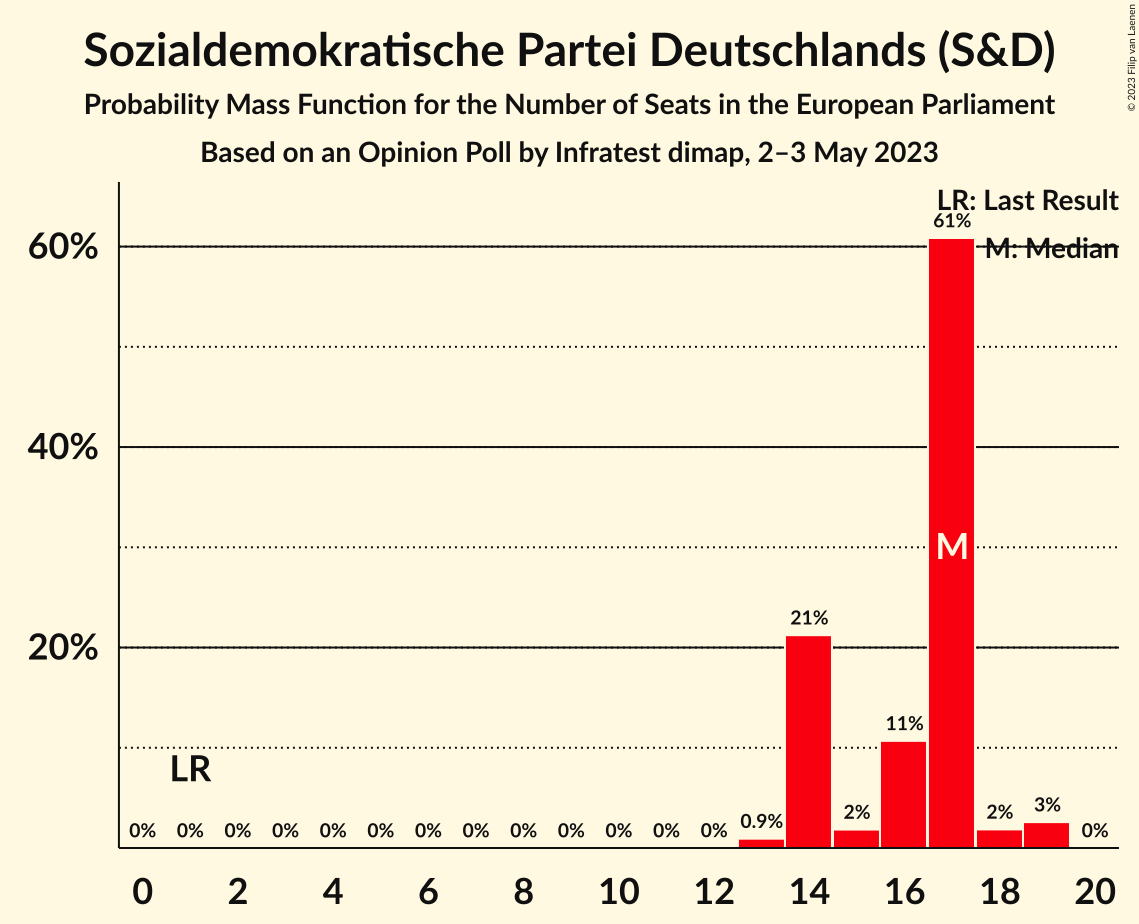 Sozialdemokratische Partei Deutschlands (S&D)
Probability Mass Function for the Number of Seats in the European Parliament
Based on an Opinion Poll by Infratest dimap, 2–3 May 2023
© 2023 Filip van Laenen
LR: Last Result
M: Median
61%
60%
40%
M
21%
20%
11%
LR
0% 0% 0% 0% 0% 0% 0% 0% 0% 0% 0% 0% 0% 0.9% 2% 2% 3% 0%
0 2 4 6 8 10 12 14 16 18 20